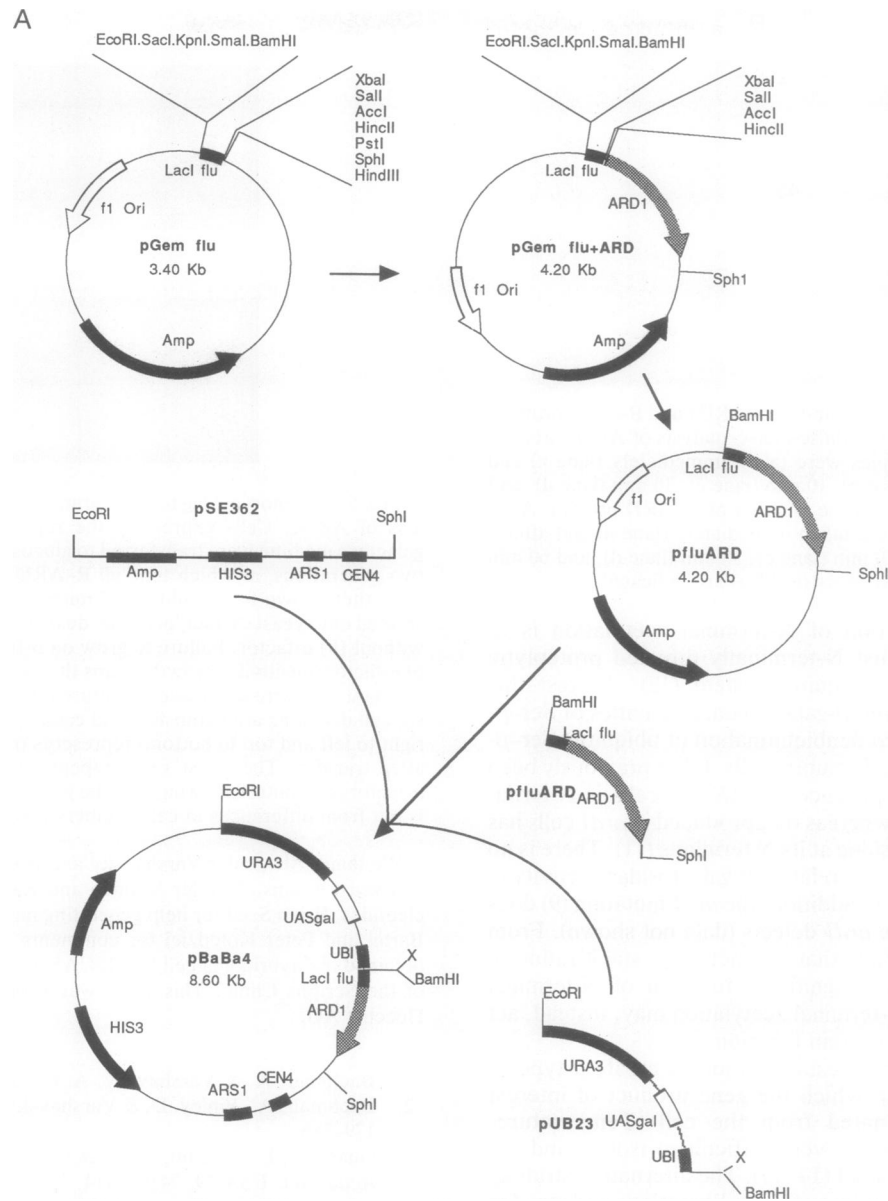 A
EcoRI.SacI.KpnI.SmaI.BamHI
XbaI
SalI
AccI
HincII
PstI
SphI
HindIII
LacI flu
f1 Ori
pGem flu
3.40 Kb
Amp
EcoRI.SacI.KpnI.SmaI.BamHI
XbaI
SalI
AccI
HincII
LacI flu
ARD1
pGem flu+ARD
4.20 Kb
Sph1
f1 Ori
Amp
BamHI
LacI flu
f1 Ori
ARD1
pfluARD
4.20 Kb
SphI
Amp
pSE362
EcoRI
SphI
Amp
HIS3
ARS1
CEN4
BamHI
LacI flu
pfluARD
ARD1
SphI
EcoRI
URA3
Amp
UASgal
UBI
pBaBa4
8.60 Kb
LacI flu
X
BamHI
ARD1
HIS3
CEN4
ARS1
SphI
EcoRI
URA3
UASgal
pUB23
UBI
X
BamHI